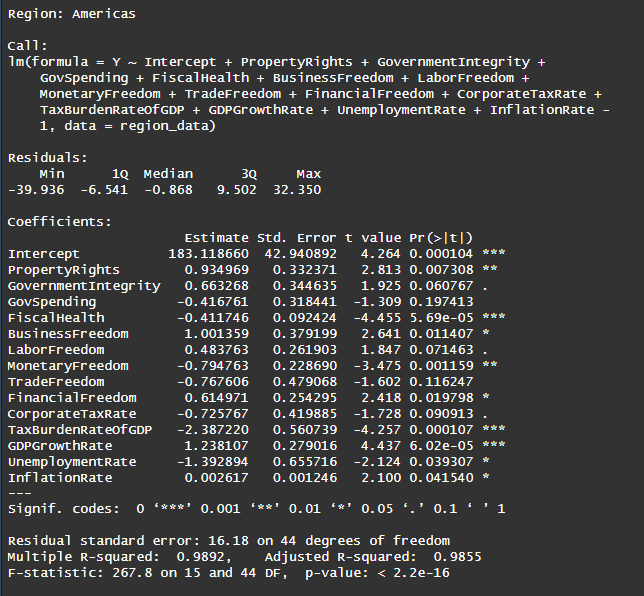 Region: Americas
Call:
lm(formula = Y ~ Intercept + PropertyRights + GovernmentIntegrity +
    GovSpending + FiscalHealth + BusinessFreedom + LaborFreedom +
    MonetaryFreedom + TradeFreedom + FinancialFreedom + CorporateTaxRate +
    TaxBurdenRateOfGDP + GDPGrowthRate + UnemploymentRate + InflationRate -
    1, data = region_data)
Residuals:
    Min      1Q  Median      3Q     Max
-39.936  -6.541  -0.868   9.502  32.350
Coefficients:
                      Estimate Std. Error t value Pr(>|t|)
Intercept           183.118660  42.940892   4.264 0.000104 ***
PropertyRights        0.934969   0.332371   2.813 0.007308 **
GovernmentIntegrity   0.663268   0.344635   1.925 0.060767 .
GovSpending          -0.416761   0.318441  -1.309 0.197413
FiscalHealth         -0.411746   0.092424  -4.455 5.69e-05 ***
BusinessFreedom       1.001359   0.379199   2.641 0.011407 *
LaborFreedom          0.483763   0.261903   1.847 0.071463 .
MonetaryFreedom      -0.794763   0.228690  -3.475 0.001159 **
TradeFreedom         -0.767606   0.479068  -1.602 0.116247
FinancialFreedom      0.614971   0.254295   2.418 0.019798 *
CorporateTaxRate     -0.725767   0.419885  -1.728 0.090913 .
TaxBurdenRateOfGDP   -2.387220   0.560739  -4.257 0.000107 ***
GDPGrowthRate         1.238107   0.279016   4.437 6.02e-05 ***
UnemploymentRate     -1.392894   0.655716  -2.124 0.039307 *
InflationRate         0.002617   0.001246   2.100 0.041540 *
---
Signif. codes:  0 ‘***’ 0.001 ‘**’ 0.01 ‘*’ 0.05 ‘.’ 0.1 ‘ ’ 1
Residual standard error: 16.18 on 44 degrees of freedom
Multiple R-squared:  0.9892,    Adjusted R-squared:  0.9855
F-statistic: 267.8 on 15 and 44 DF,  p-value: < 2.2e-16